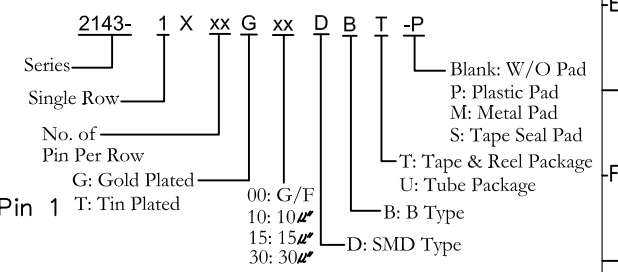 2143- 1 X xx G xx D B T -P
Series
Blank: W/O Pad
P: Plastic Pad
Single Row
M: Metal Pad
S: Tape Seal Pad
No. of
Pin Per Row
T: Tape & Reel Package
U: Tube Package
G: Gold Plated
Pin 1
T: Tin Plated
00: G/F
10: 10μ"
15: 15μ"
30: 30μ"
B: B Type
D: SMD Type
E
F